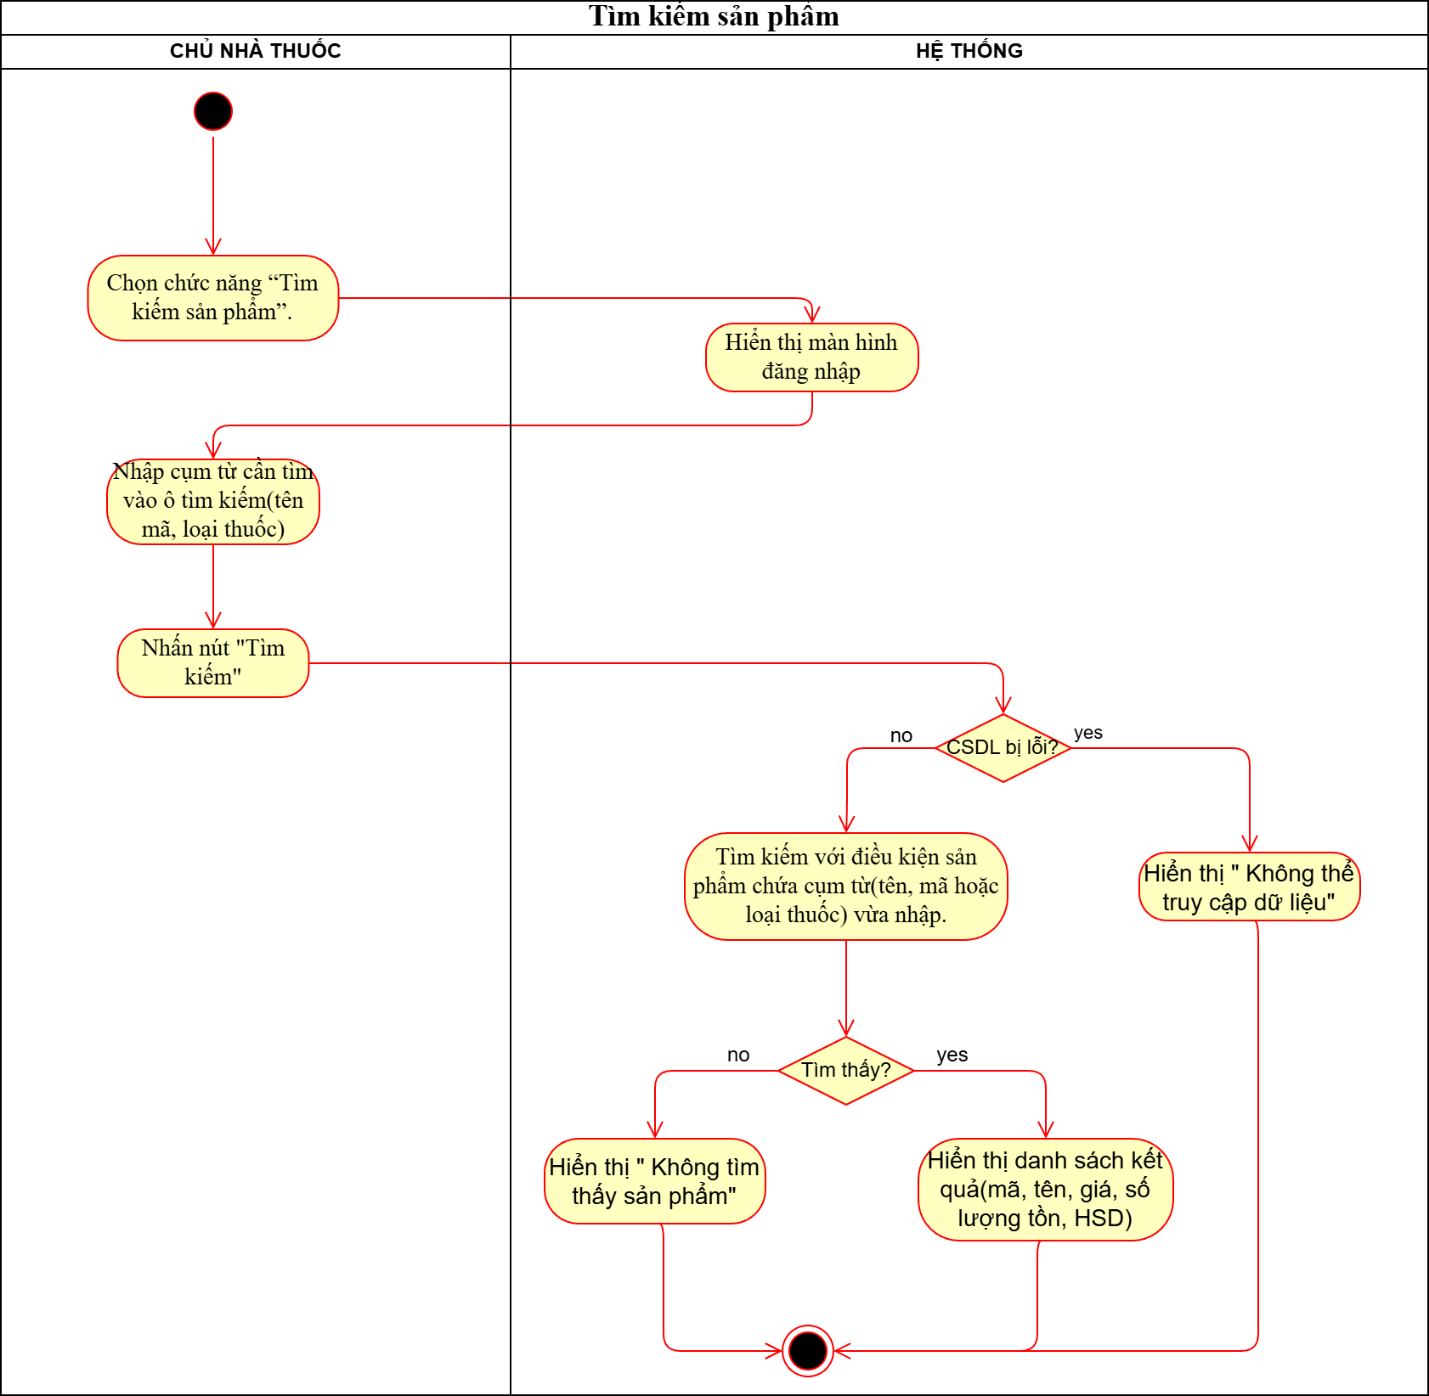 Tìm kiếm sản phẩm
CHỦ NHÀ THUỐC
HỆ THỐNG
Chọn chức năng “Tìm
kiếm sản phẩm”.
Hiển thị màn hình
đăng nhập
Nhập cụm từ cần tìm
vào ô tìm kiếm(tên
mã, loại thuốc)
Nhấn nút "Tìm
kiếm"
CSDL bị lỗi?
no
yes
Tìm kiếm với điều kiện sản
phẩm chứa cụm từ(tên, mã hoặc
loại thuốc) vừa nhập.
Hiển thị " Không thể
truy cập dữ liệu"
Tìm thấy?
no
yes
Hiển thị " Không tìm
thấy sản phẩm"
Hiển thị danh sách kết
quả(mã, tên, giá, số
lượng tồn, HSD)